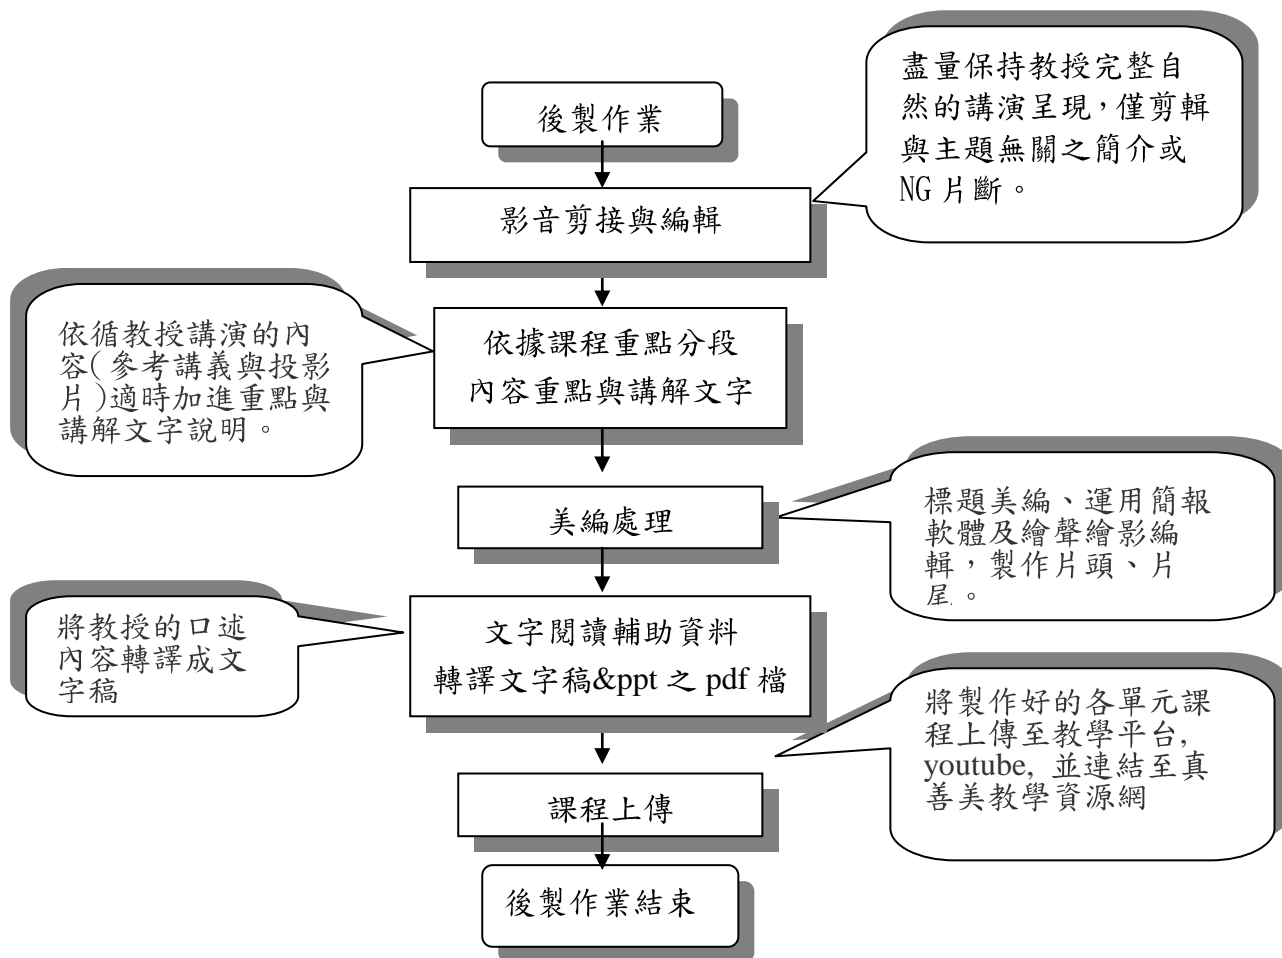 後製作業
盡量保持教授完整自
然的講演呈現，僅剪輯
與主題無關之簡介或
NG 片斷。
影音剪接與編輯
依循教授講演的內
容(參考講義與投影
片)適時加進重點與
講解文字說明。
依據課程重點分段
內容重點與講解文字
美編處理
標題美編、運用簡報
軟體及繪聲繪影編
輯，製作片頭、片
尾。
將教授的口述
內容轉譯成文
字稿
文字閱讀輔助資料
轉譯文字稿&ppt 之 pdf 檔
將製作好的各單元課
程上傳至教學平台,
youtube, 並連結至真
善美教學資源網
課程上傳
後製作業結束